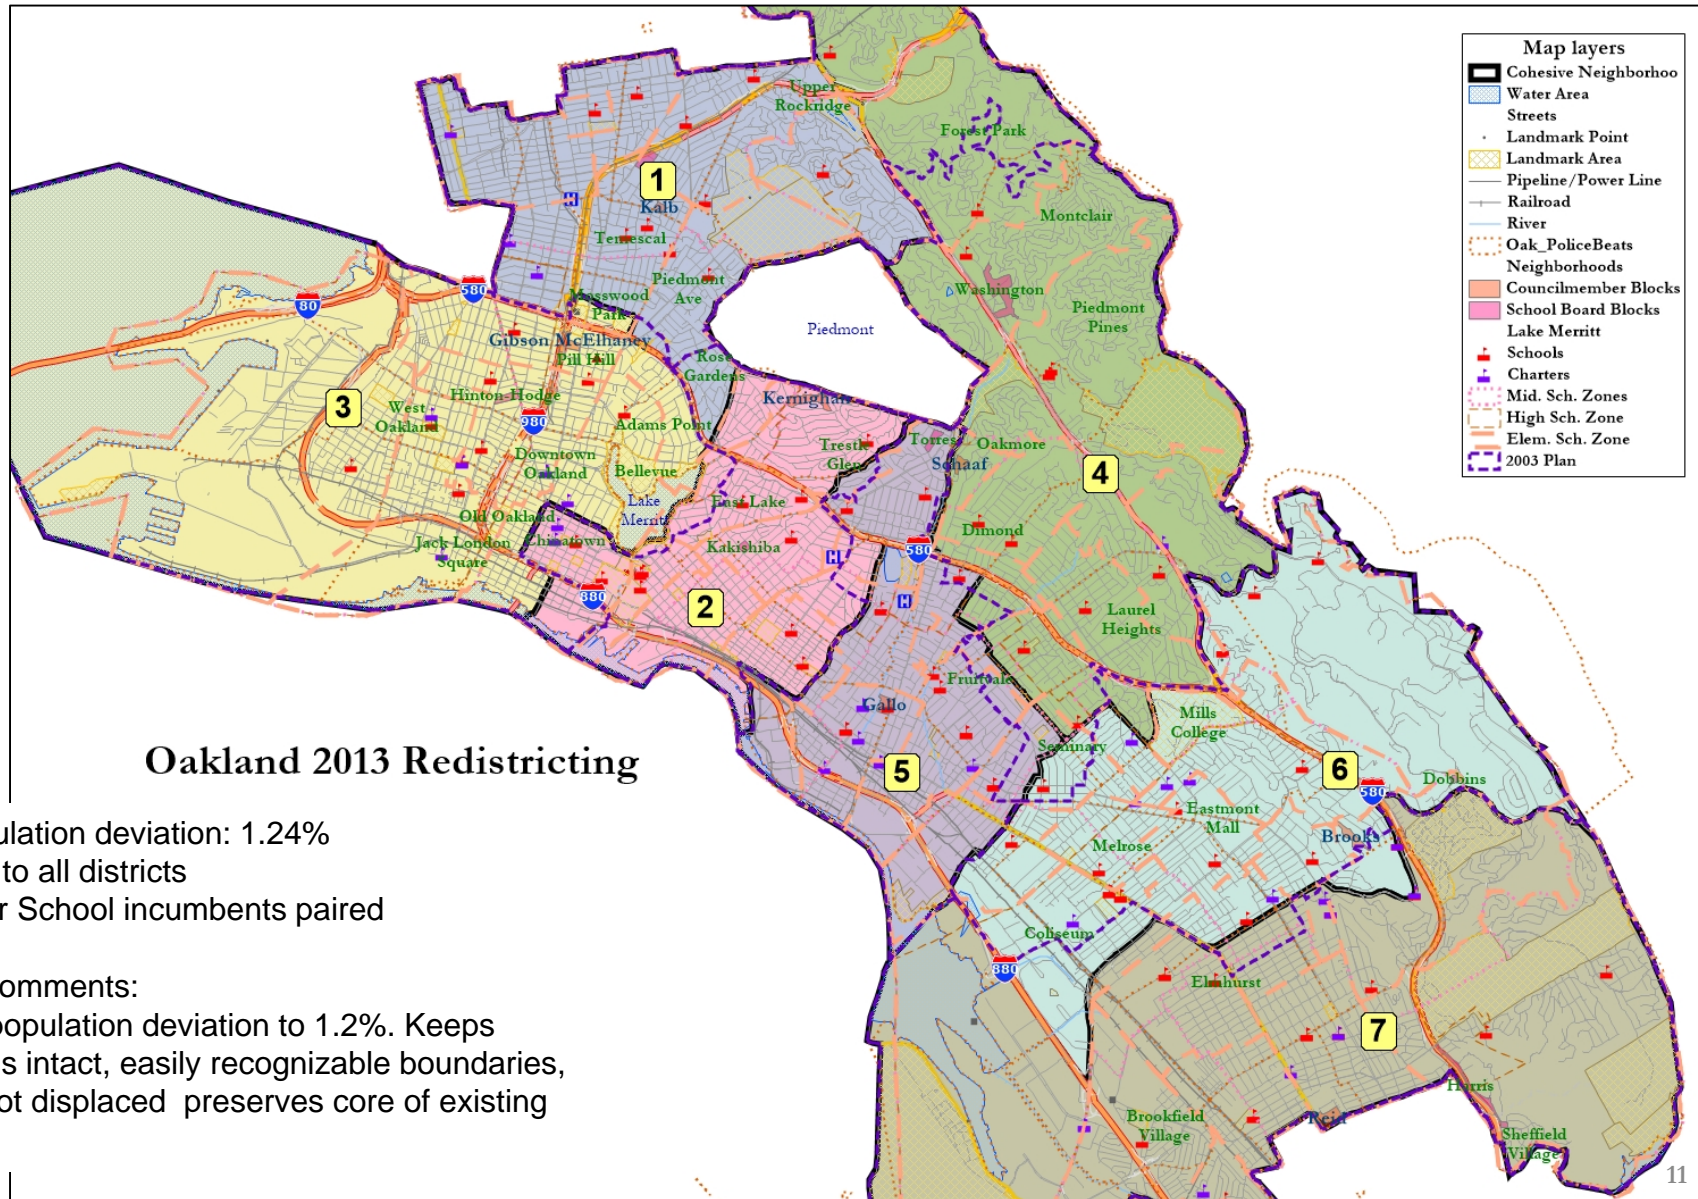 Map layers
Cohesive Neighborhoo
Water Area
Streets
Landmark Point
Landmark Area
Pipeline/Power Line
Railroad
River
Oak_PoliceBeats
Neighborhoods
Councilmember Blocks
School Board Blocks
Lake Merritt
Schools
Charters
Mid. Sch. Zones
High Sch. Zone
Elem. Sch. Zone
2003 Plan
Upper
Rockridge
Forest Park
1
Kalb
Montclair
Temescal
Piedmont
Ave
Washington
580
80
Mosswood
Park
Piedmont
Pines
Piedmont
Gibson McElhaney
Pill Hill
Rose
Gardens
Hinton-Hodge
Kernighan
3
West
Oakland
980
Adams Point
Trestle
Glen
Torres
Oakmore
Schaaf
Downtown
Oakland
Bellevue
4
Lake
Merritt
East Lake
Old Oakland
Chinatown
Jack London
Square
Kakishiba
H
H
H
580
Dimond
880
2
Laurel
Heights
Fruitvale
Gallo
Mills
College
Seminary
5
6
580
Dobbins
Eastmont
Mall
Brooks
Melrose
Coliseum
880
Elmhurst
7
Harris
Brookfield
Village
Reid
Sheffield
Village
Oakland 2013 Redistricting
ulation deviation: 1.24%
to all districts
r School incumbents paired
omments:
opulation deviation to 1.2%. Keeps
s intact, easily recognizable boundaries,
ot displaced preserves core of existing
11